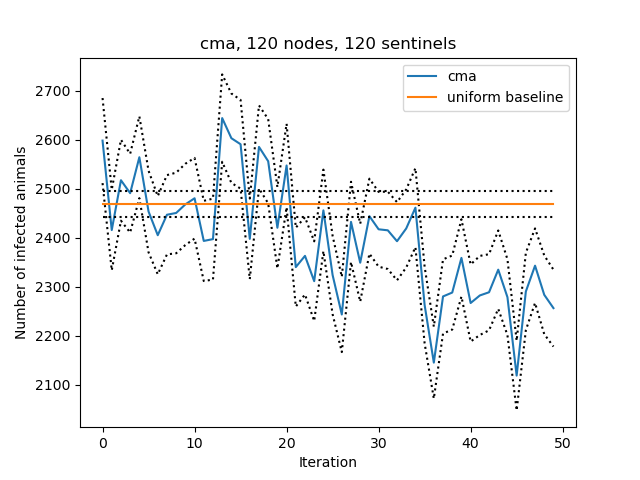 cma, 120 nodes, 120 sentinels
cma
uniform baseline
Number of infected animals
2700
2600
2500
2400
2300
2200
2100
0 10 20 30 40 50
Iteration